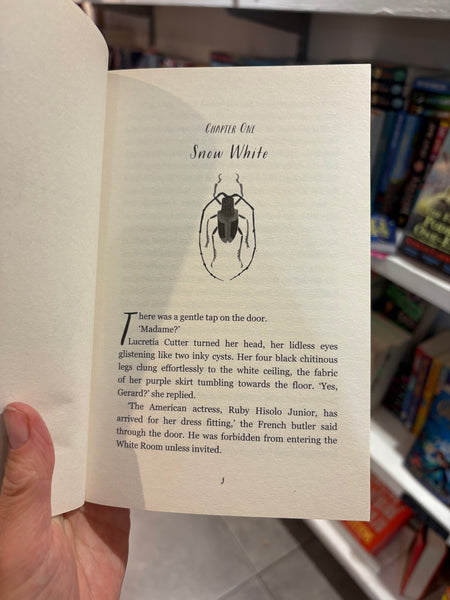 Chapter One
Snow White
There was a gentle tap on the door.
'Madame?'
Lucretia Cutter turned her head, her lidless eyes
glistening like two inky cysts. Her four black chitinous
legs clung effortlessly to the white ceiling, the fabric
of her purple skirt tumbling towards the floor. 'Yes,
Gerard?' she replied.
'The American actress, Ruby Hisolo Junior, has
arrived for her dress fitting,' the French butler said
through the door. He was forbidden from entering the
White Room unless invited.